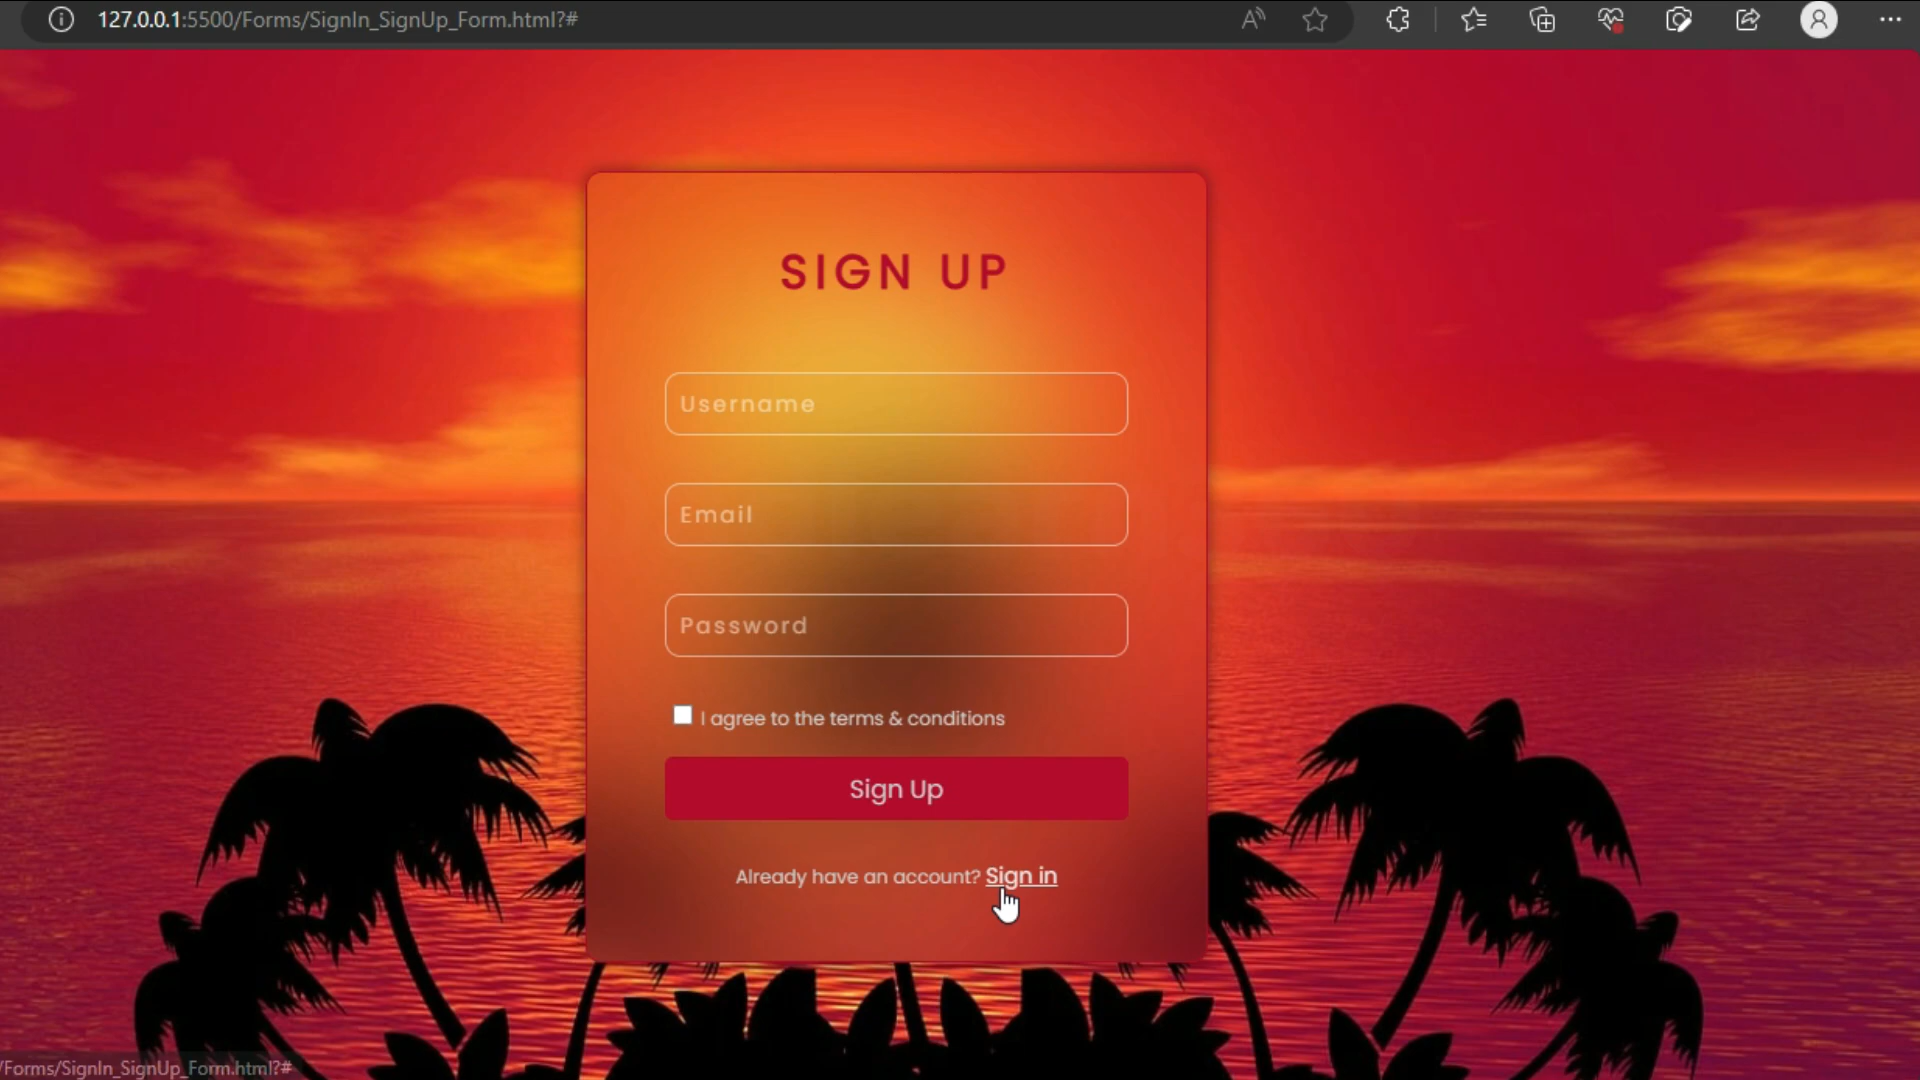 127.0.0.1:5500/Forms/SignIn_SignUp_Form.html?#
SIGN UP
Username
Email
Password
I agree to the terms & conditions
Sign Up
Already have an account? Sign in
/Forms/SignIn_SignUp_Form.html?#